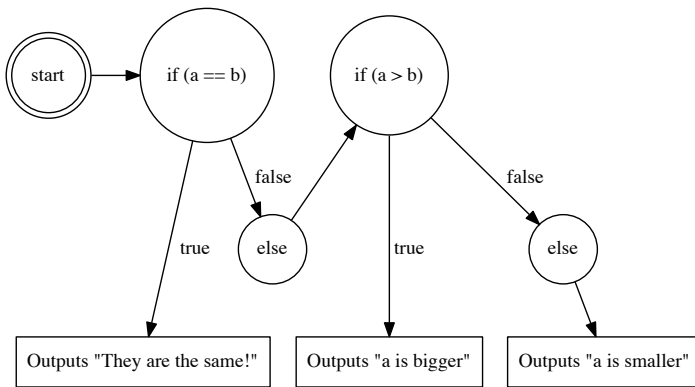 start
if (a == b)
if (a > b)
false
false
true
else
true
else
Outputs "They are the same!"
Outputs "a is bigger"
Outputs "a is smaller"